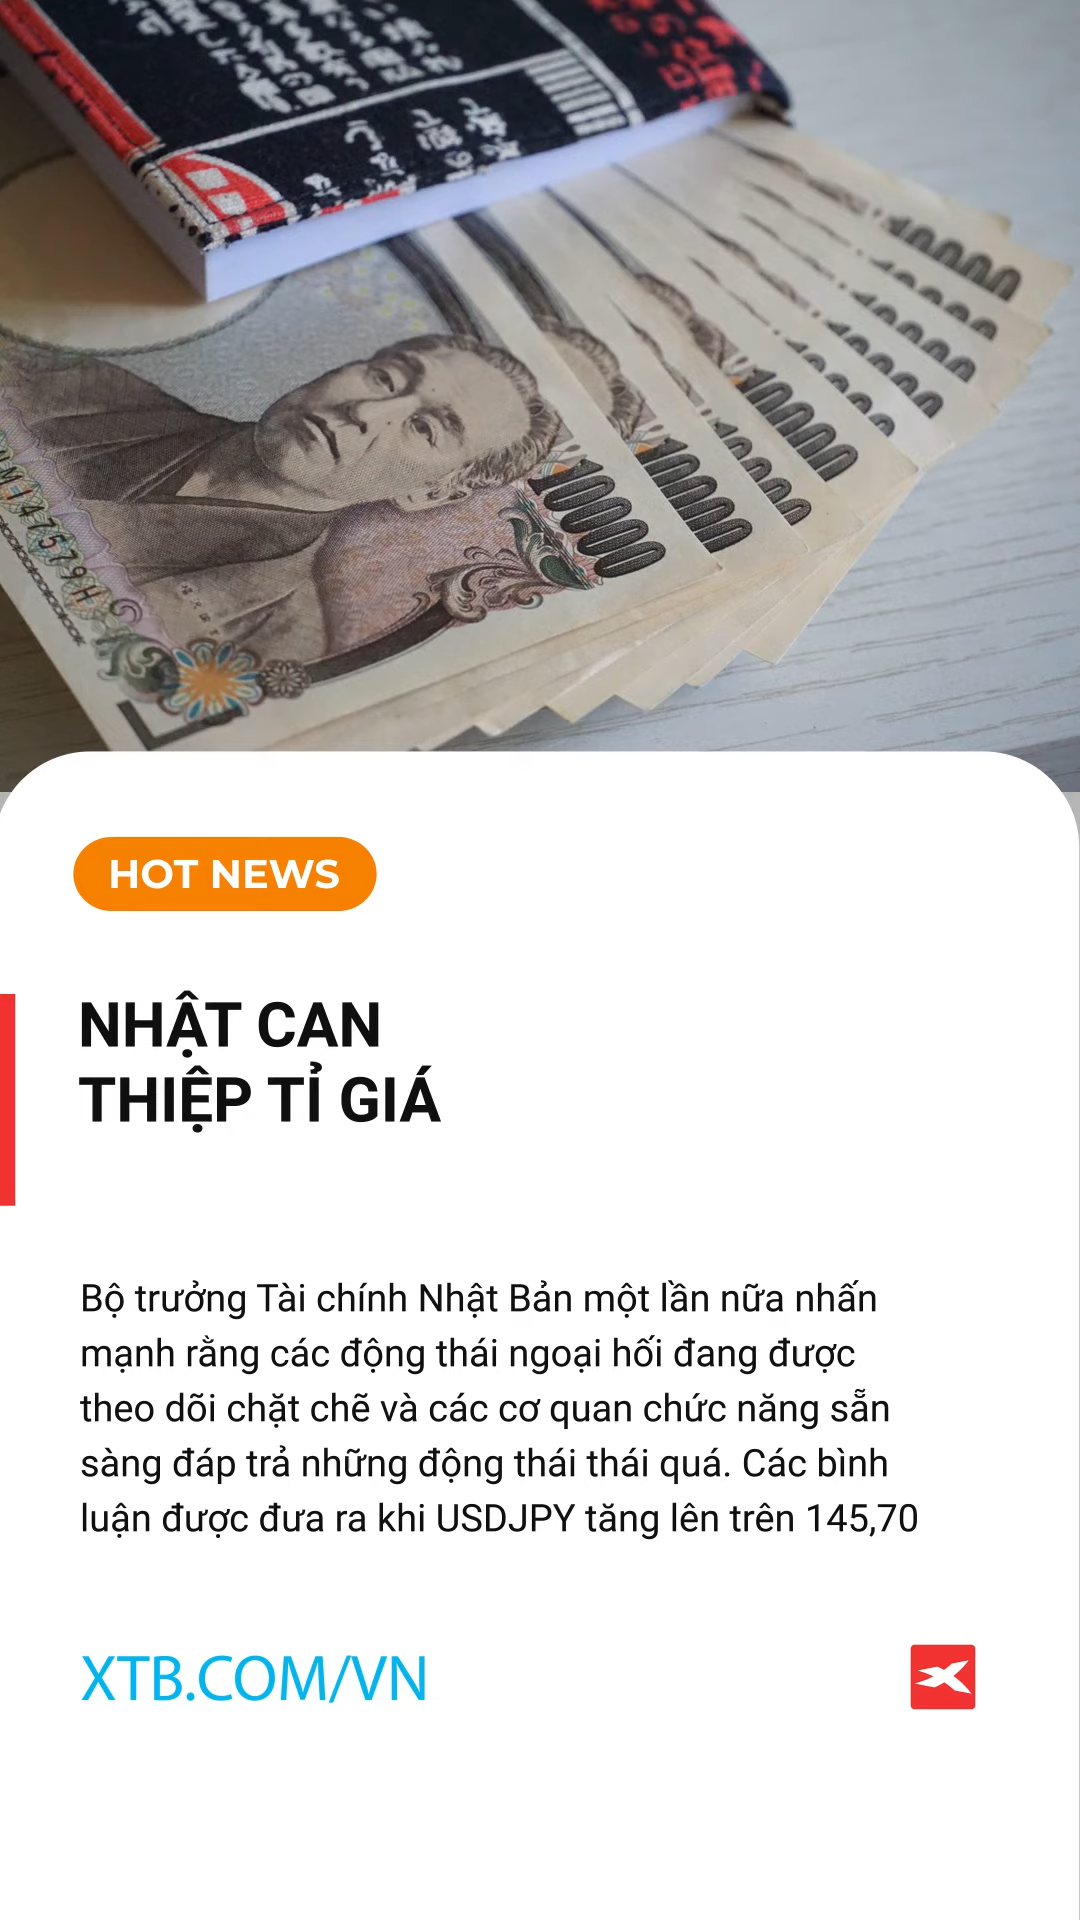 10000
10000
10000
10000
HOT NEWS
NHẬT CAN
THIỆP TỈ GIÁ
Bộ trưởng Tài chính Nhật Bản một lần nữa nhấn
mạnh rằng các động thái ngoại hối đang được
theo dõi chặt chẽ và các cơ quan chức năng sẵn
sàng đáp trả những động thái thái quá. Các bình
luận được đưa ra khi USDJPY tăng lên trên 145,70
XTB.COM/VN